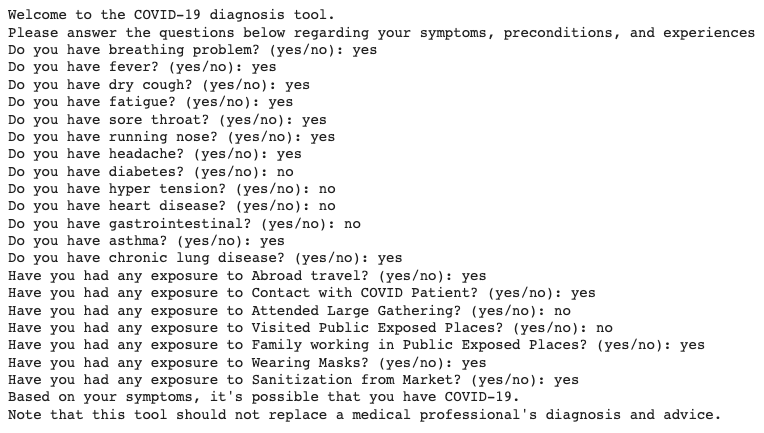 Welcome to the COVID-19 diagnosis tool.
Please answer the questions below regarding your symptoms, preconditions, and experiences
Do you have breathing problem? (yes/no): yes
Do you have fever? (yes/no): yes
Do you have dry cough? (yes/no): yes
Do you have fatigue? (yes/no): yes
Do you have sore throat? (yes/no): yes
Do you have running nose? (yes/no): yes
Do you have headache? (yes/no): yes
Do you have diabetes? (yes/no): no
Do you have hyper tension? (yes/no): no
Do you have heart disease? (yes/no): no
Do you have gastrointestinal? (yes/no): no
Do you have asthma? (yes/no): yes
Do you have chronic lung disease? (yes/no): yes
Have you had any exposure to Abroad travel? (yes/no): yes
Have you had any exposure to Contact with COVID Patient? (yes/no): yes
Have you had any exposure to Attended Large Gathering? (yes/no): no
Have you had any exposure to Visited Public Exposed Places? (yes/no): no
Have you had any exposure to Family working in Public Exposed Places? (yes/no): yes
Have you had any exposure to Wearing Masks? (yes/no): yes
Have you had any exposure to Sanitization from Market? (yes/no): yes
Based on your symptoms, it's possible that you have COVID-19.
Note that this tool should not replace a medical professional's diagnosis and advice.